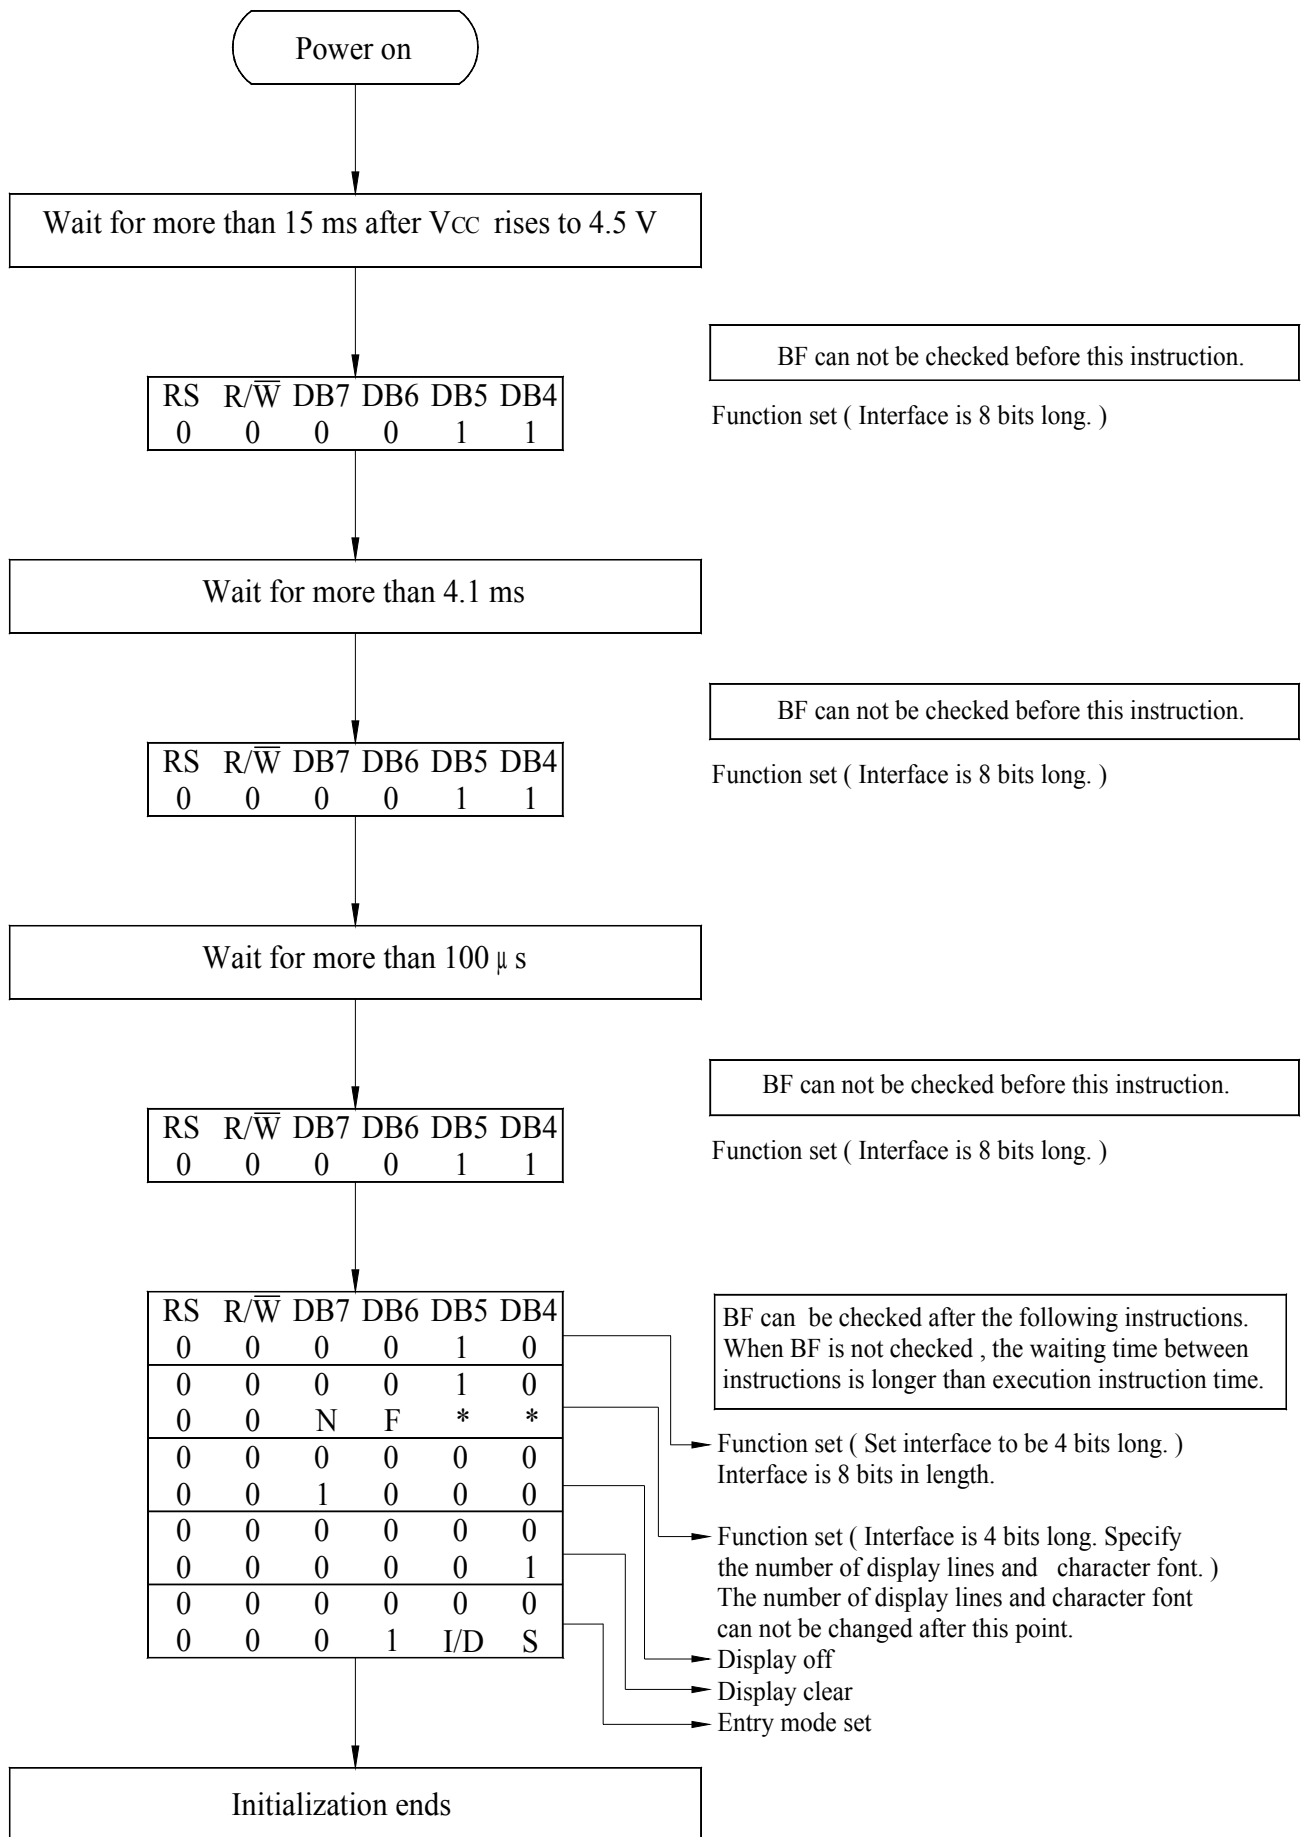 Power on
Wait for more than 15 ms after VCC rises to 4.5 V
BF can not be checked before this instruction.
RS R/W̅ DB7 DB6 DB5 DB4
0 0 0 0 1 1
Function set ( Interface is 8 bits long. )
Wait for more than 4.1 ms
BF can not be checked before this instruction.
RS R/W̅ DB7 DB6 DB5 DB4
0 0 0 0 1 1
Function set ( Interface is 8 bits long. )
Wait for more than 100 μ s
BF can not be checked before this instruction.
RS R/W̅ DB7 DB6 DB5 DB4
0 0 0 0 1 1
Function set ( Interface is 8 bits long. )
RS R/W̅ DB7 DB6 DB5 DB4
0 0 0 0 1 0
0 0 0 0 1 0
0 0 N F * *
0 0 0 0 0 0
0 0 1 0 0 0
0 0 0 0 0 0
0 0 0 0 0 1
0 0 0 0 0 0
0 0 0 1 I/D S
BF can be checked after the following instructions.
When BF is not checked , the waiting time between
instructions is longer than execution instruction time.
Function set ( Set interface to be 4 bits long. )
Interface is 8 bits in length.
Function set ( Interface is 4 bits long. Specify
the number of display lines and character font. )
The number of display lines and character font
can not be changed after this point.
Display off
Display clear
Entry mode set
Initialization ends